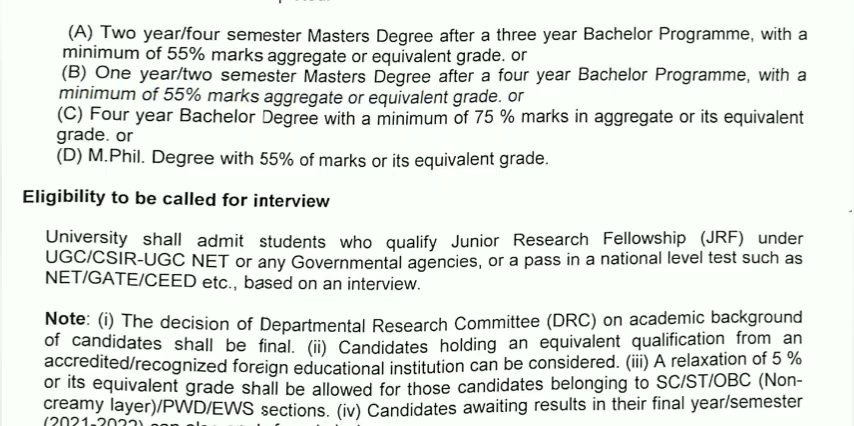 (A) Two year/four semester Masters Degree after a three year Bachelor Programme, with a
minimum of 55% marks aggregate or equivalent grade. or
(B) One year/two semester Masters Degree after a four year Bachelor Programme, with a
minimum of 55% marks aggregate or equivalent grade. or
(C) Four year Bachelor Degree with a minimum of 75 % marks in aggregate or its equivalent
grade. or
(D) M.Phil. Degree with 55% of marks or its equivalent grade.
Eligibility to be called for interview
University shall admit students who qualify Junior Research Fellowship (JRF) under
UGC/CSIR-UGC NET or any Governmental agencies, or a pass in a national level test such as
NET/GATE/CEED etc., based on an interview.
Note: (i) The decision of Departmental Research Committee (DRC) on academic background
of candidates shall be final. (ii) Candidates holding an equivalent qualification from an
accredited/recognized foreign educational institution can be considered. (iii) A relaxation of 5 %
or its equivalent grade shall be allowed for those candidates belonging to SC/ST/OBC (Non-
creamy layer)/PWD/EWS sections. (iv) Candidates awaiting results in their final year/semester
(2021-2022)